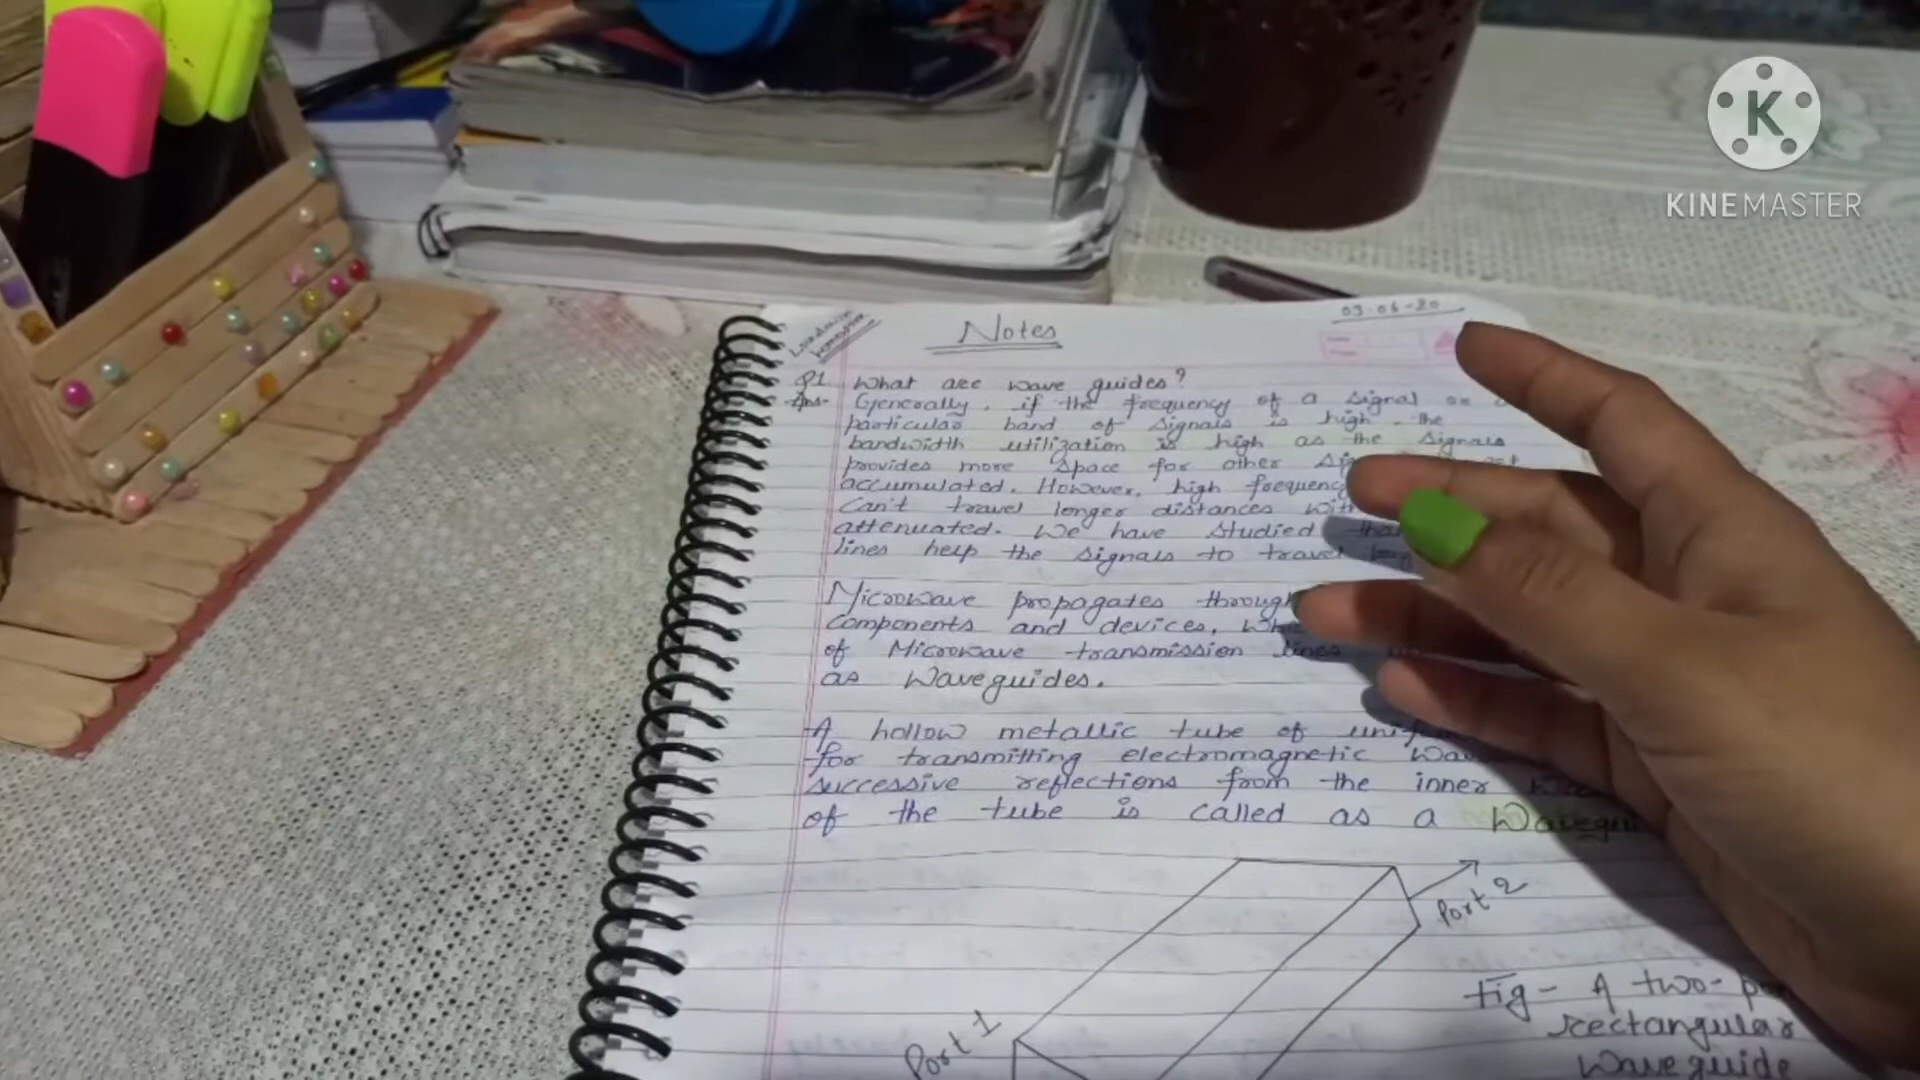 KINEMASTER
Notes
03-06-20
Q1. What are wave guides?
Ans- Generally, if the frequency of a signal or a
particular band of signals is high, the
bandwidth utilization is high as the signals
provides more space for other
accumulated. However, high frequency
Can't travel longer distances
attenuated. We have studied
lines help the signals to travel
Microwave propagates through
components and devices,
of Microwave transmission lines
as Waveguides.
A hollow metallic tube of
for transmitting electromagnetic
successive reflections from the inner
of the tube is called as a
Port 2
Port 1
Fig- A two-
rectangular
waveguide